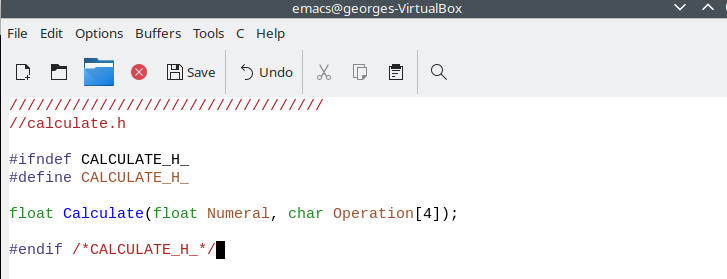 emacs@georges-VirtualBox
File Edit Options Buffers Tools C Help
Save Undo
///////////////////////////////////
//calculate.h
#ifndef CALCULATE_H_
#define CALCULATE_H_
float Calculate(float Numeral, char Operation[4]);
#endif /*CALCULATE_H_*/